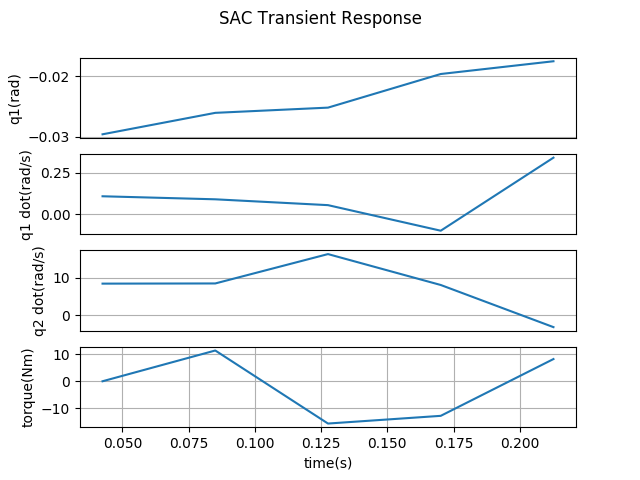 SAC Transient Response
q1(rad)
−0.02
−0.03
q1 dot(rad/s)
0.25
0.00
q2 dot(rad/s)
10
0
torque(Nm)
10
0
−10
0.050 0.075 0.100 0.125 0.150 0.175 0.200
time(s)